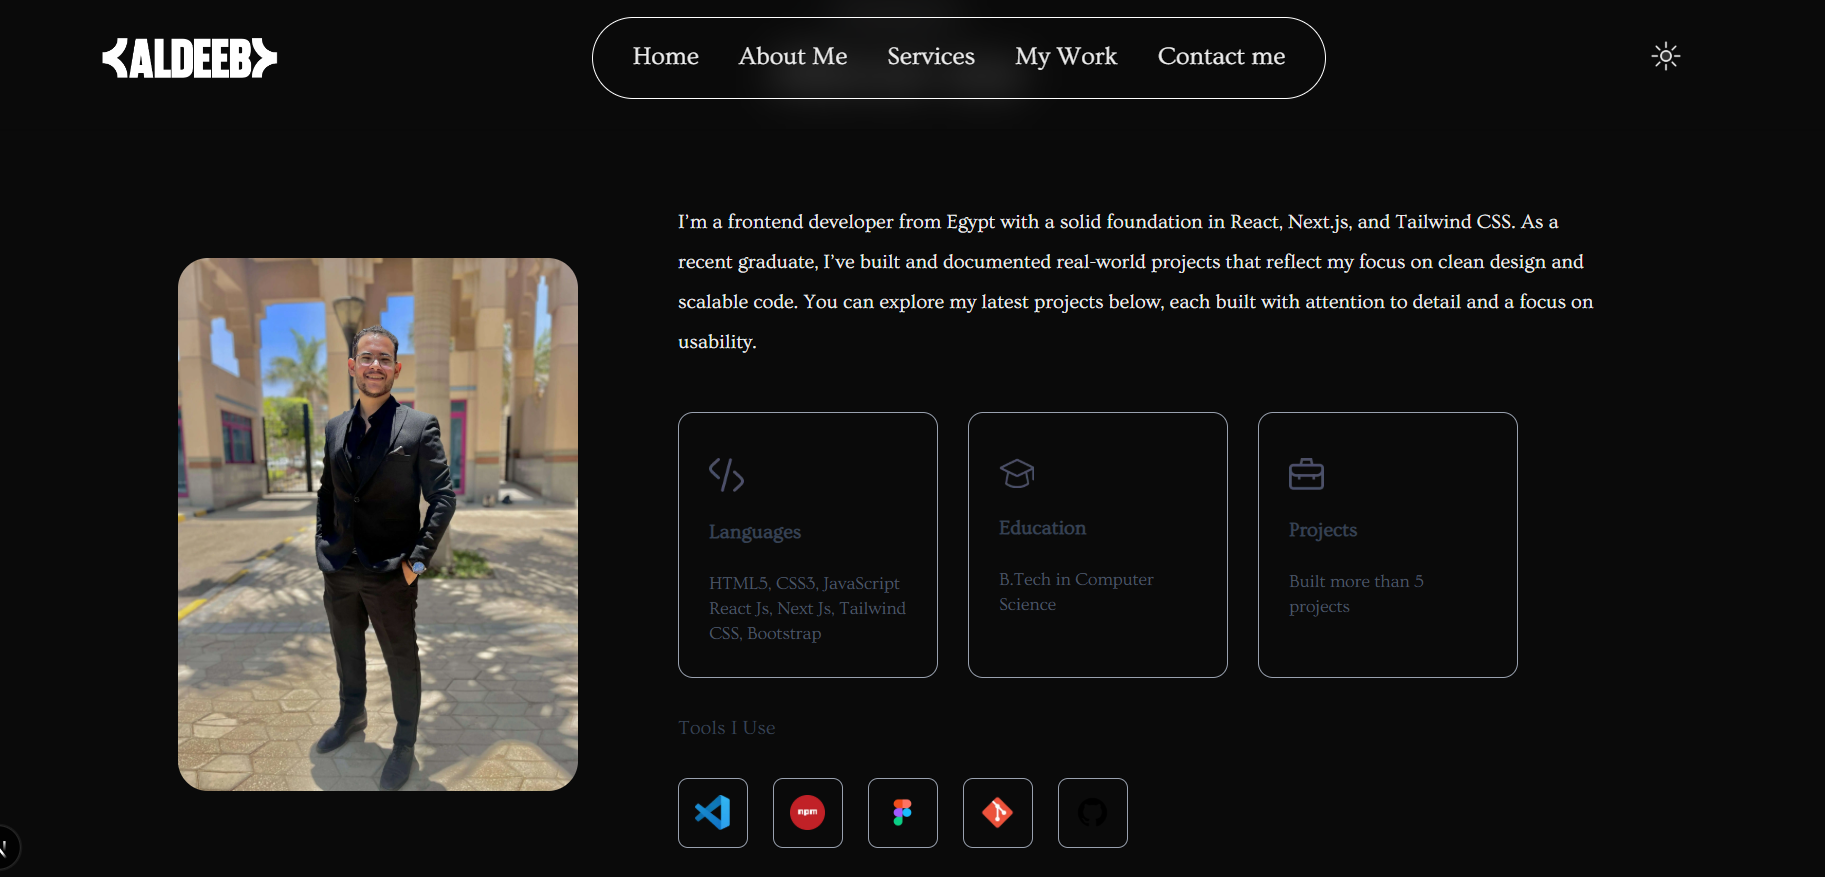 ALDEEB
Home
About Me
Services
My Work
Contact me
I'm a frontend developer from Egypt with a solid foundation in React, Next.js, and Tailwind CSS. As a
recent graduate, I've built and documented real-world projects that reflect my focus on clean design and
scalable code. You can explore my latest projects below, each built with attention to detail and a focus on
usability.
Languages
HTML5, CSS3, JavaScript
React Js, Next Js, Tailwind
CSS, Bootstrap
Education
B.Tech in Computer
Science
Projects
Built more than 5
projects
Tools I Use
npm
N